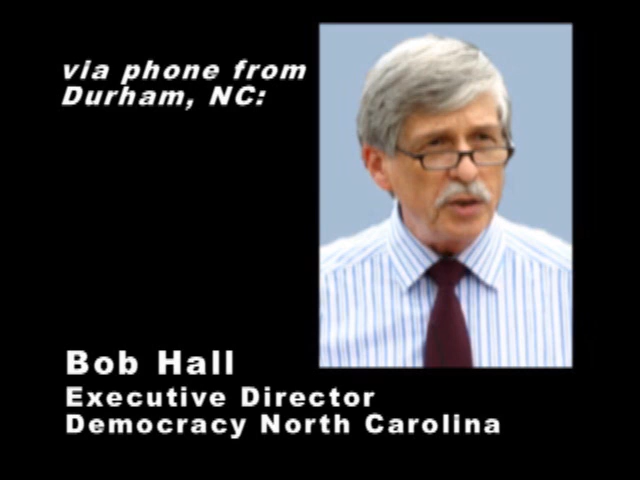 via phone from
Durham, NC:
Bob Hall
Executive Director
Democracy North Carolina